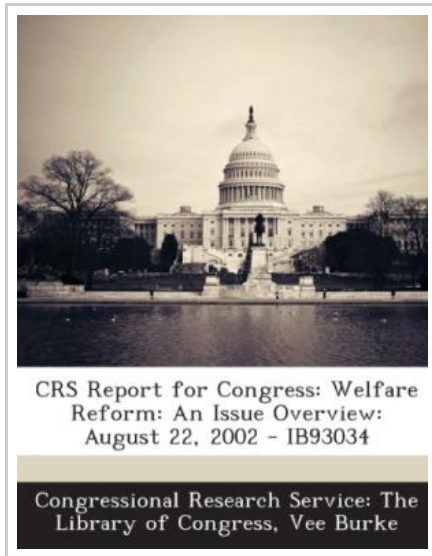 CRS Report for Congress: Welfare
Reform: An Issue Overview:
August 22, 2002 - IB93034
Congressional Research Service: The
Library of Congress, Vee Burke